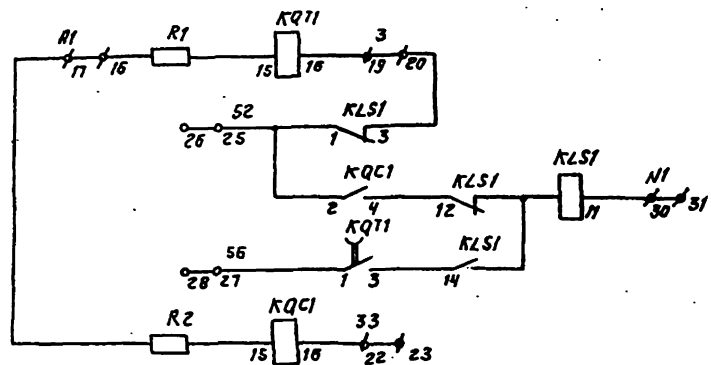 KQT1
A1 R1 3
17 16 15 16 19 20
52 KLS1
26 25 1 3
KQC1 KLS1 KLS1 N1
2 4 12 M 30 31
KQT1
56 KLS1
28 27 1 3 14
R2 KQC1 33
15 16 22 23